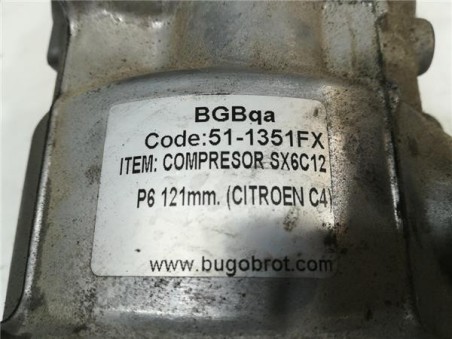 BGBqa
Code:51-1351FX
ITEM: COMPRESOR SX6C12
P6 121mm. (CITROEN C4)
www.bugobrot.com